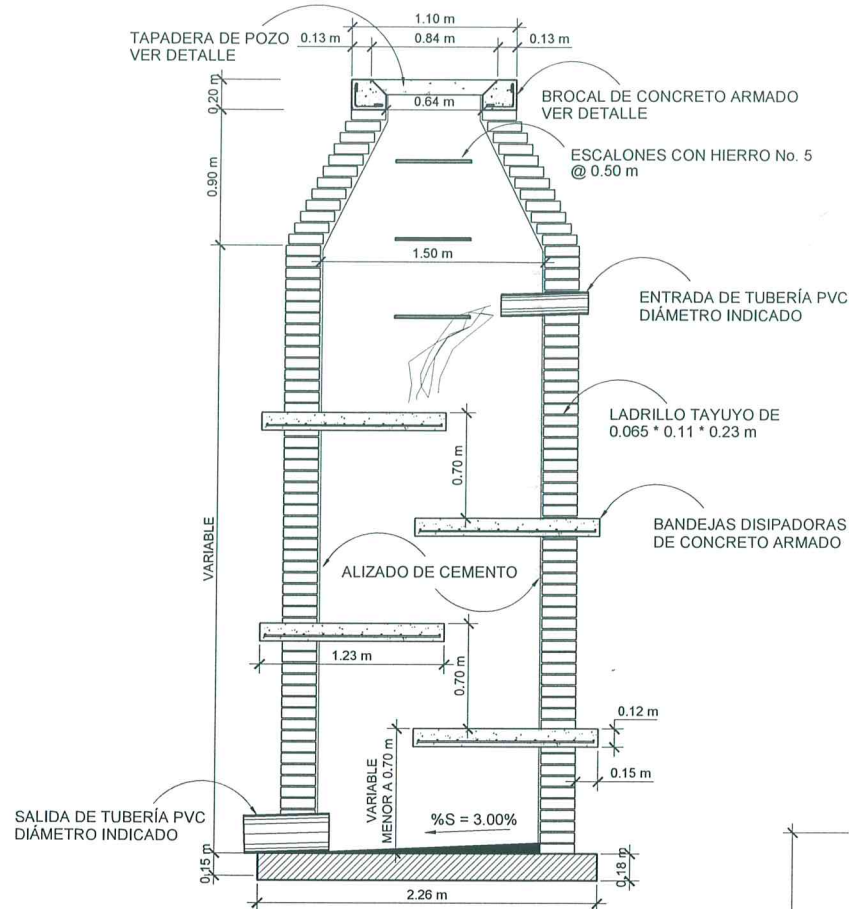 1.10 m
TAPADERA DE POZO
VER DETALLE
0.13 m
0.84 m
0.13 m
0.20 m
0.64 m
BROCAL DE CONCRETO ARMADO
VER DETALLE
ESCALONES CON HIERRO No. 5
@ 0.50 m
0.90 m
1.50 m
ENTRADA DE TUBERÍA PVC
DIÁMETRO INDICADO
LADRILLO TAYUYO DE
0.065 * 0.11 * 0.23 m
0.70 m
BANDEJAS DISIPADORAS
DE CONCRETO ARMADO
VARIABLE
ALIZADO DE CEMENTO
1.23 m
0.70 m
0.12 m
0.15 m
VARIABLE
MENOR A 0.70 m
SALIDA DE TUBERÍA PVC
DIÁMETRO INDICADO
%S = 3.00%
0.15 m
0.18 m
2.26 m